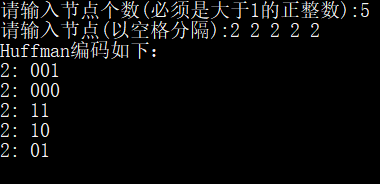 请输入节点个数(必须是大于1的正整数):5
请输入节点(以空格分隔):2 2 2 2 2
Huffman编码如下:
2: 001
2: 000
2: 11
2: 10
2: 01